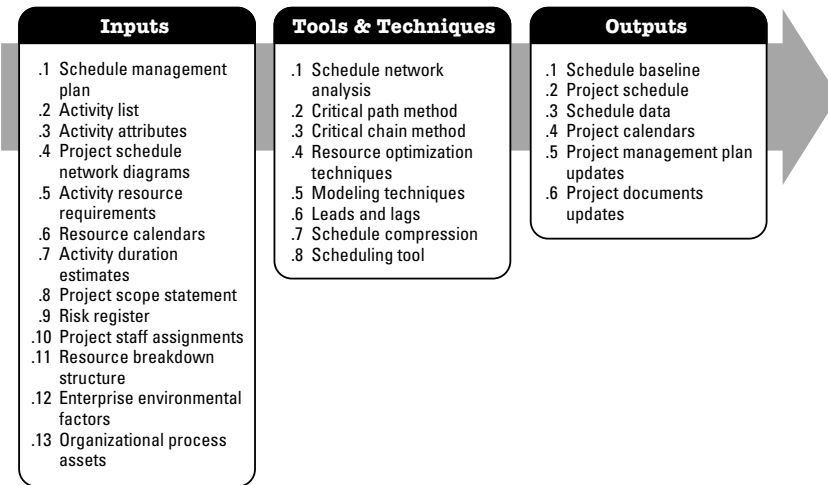 Inputs
.1 Schedule management
plan
.2 Activity list
.3 Activity attributes
.4 Project schedule
network diagrams
.5 Activity resource
requirements
.6 Resource calendars
.7 Activity duration
estimates
.8 Project scope statement
.9 Risk register
.10 Project staff assignments
.11 Resource breakdown
structure
.12 Enterprise environmental
factors
.13 Organizational process
assets
Tools & Techniques
.1 Schedule network
analysis
.2 Critical path method
.3 Critical chain method
.4 Resource optimization
techniques
.5 Modeling techniques
.6 Leads and lags
.7 Schedule compression
.8 Scheduling tool
Outputs
.1 Schedule baseline
.2 Project schedule
.3 Schedule data
.4 Project calendars
.5 Project management plan
updates
.6 Project documents
updates